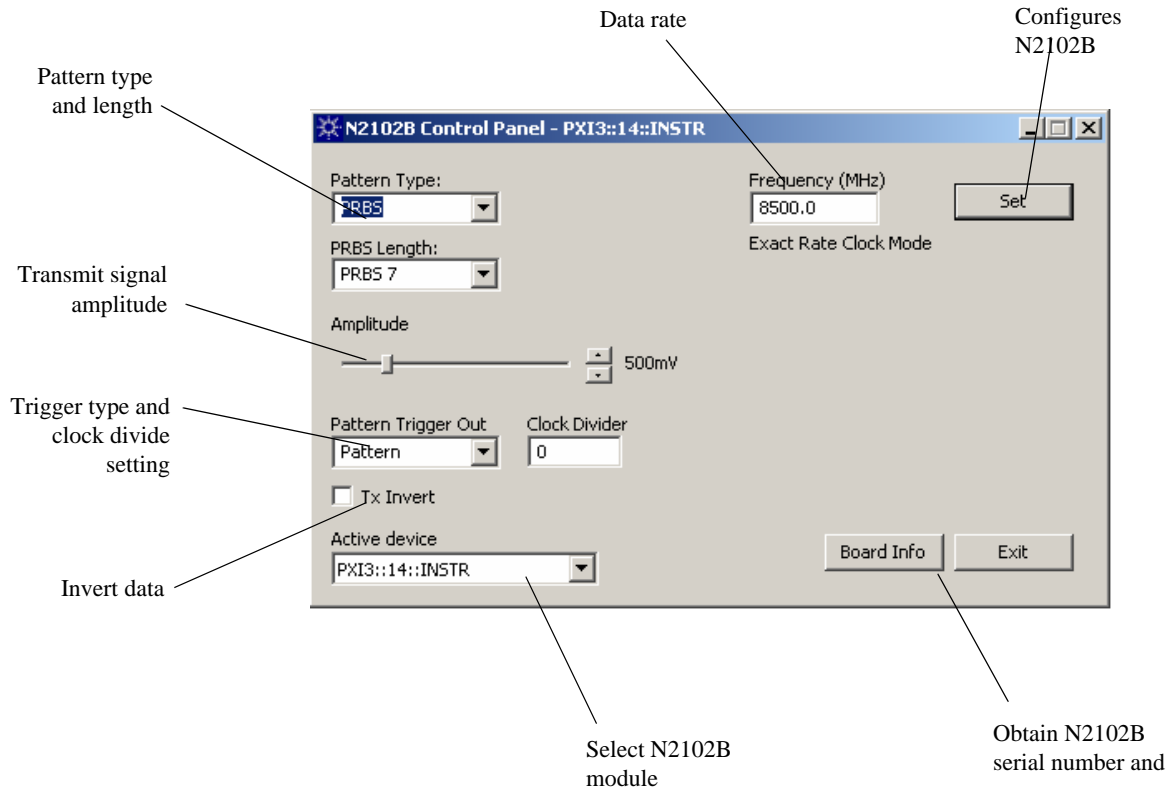 Data rate
Configures
N2102B
Pattern type
and length
N2102B Control Panel - PXI3::14::INSTR
Pattern Type:
PRBS
Frequency (MHz)
8500.0
Set
Exact Rate Clock Mode
PRBS Length:
PRBS 7
Transmit signal
amplitude
Amplitude
500mV
Trigger type and
clock divide
setting
Pattern Trigger Out
Clock Divider
Pattern
0
Tx Invert
Active device
PXI3::14::INSTR
Board Info
Exit
Invert data
Select N2102B
module
Obtain N2102B
serial number and